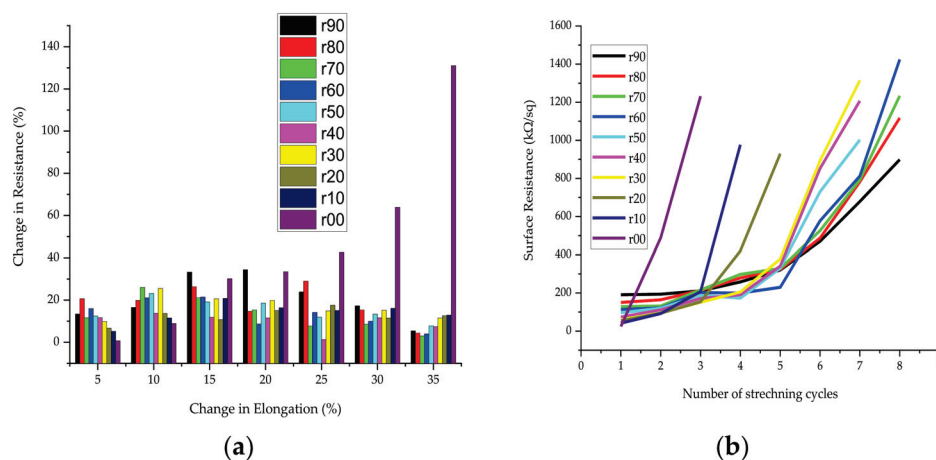 Change in Resistance (%)
140
120
100
80
60
40
20
0
r90
r80
r70
r60
r50
r40
r30
r20
r10
r00
5 10 15 20 25 30 35
Change in Elongation (%)
(a)
Surface Resistance (kΩ/sq)
1600
1400
1200
1000
800
600
400
200
0
r90
r80
r70
r60
r50
r40
r30
r20
r10
r00
0 1 2 3 4 5 6 7 8
Number of strechning cycles
(b)